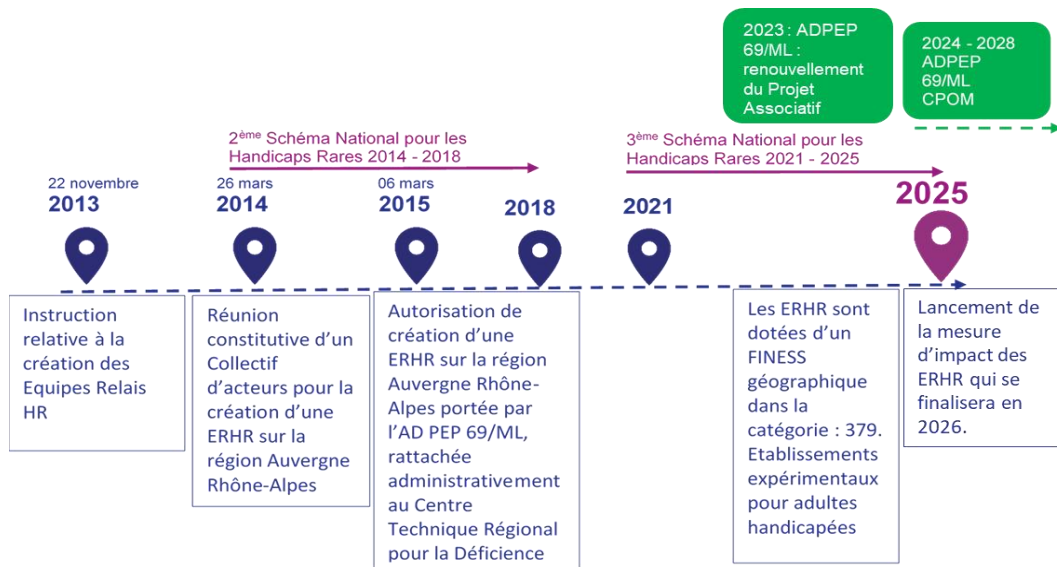 2023 : ADPEP
69/ML :
renouvellement
du Projet
Associatif
2024 - 2028
ADPEP
69/ML
CPOM
2ème Schéma National pour les
Handicaps Rares 2014 - 2018
3ème Schéma National pour les
Handicaps Rares 2021 - 2025
22 novembre
2013
26 mars
2014
06 mars
2015
2018
2021
2025
Instruction
relative à la
création des
Equipes Relais
HR
Réunion
constitutive d’un
Collectif
d’acteurs pour la
création d’une
ERHR sur la
région Auvergne
Rhône-Alpes
Autorisation de
création d’une
ERHR sur la région
Auvergne Rhône-
Alpes portée par
l’AD PEP 69/ML,
rattachée
administrativement
au Centre
Technique Régional
pour la Déficience
Les ERHR sont
dotées d’un
FINESS
géographique
dans la
catégorie : 379.
Etablissements
expérimentaux
pour adultes
handicapées
Lancement de
la mesure
d’impact des
ERHR qui se
finalisera en
2026.